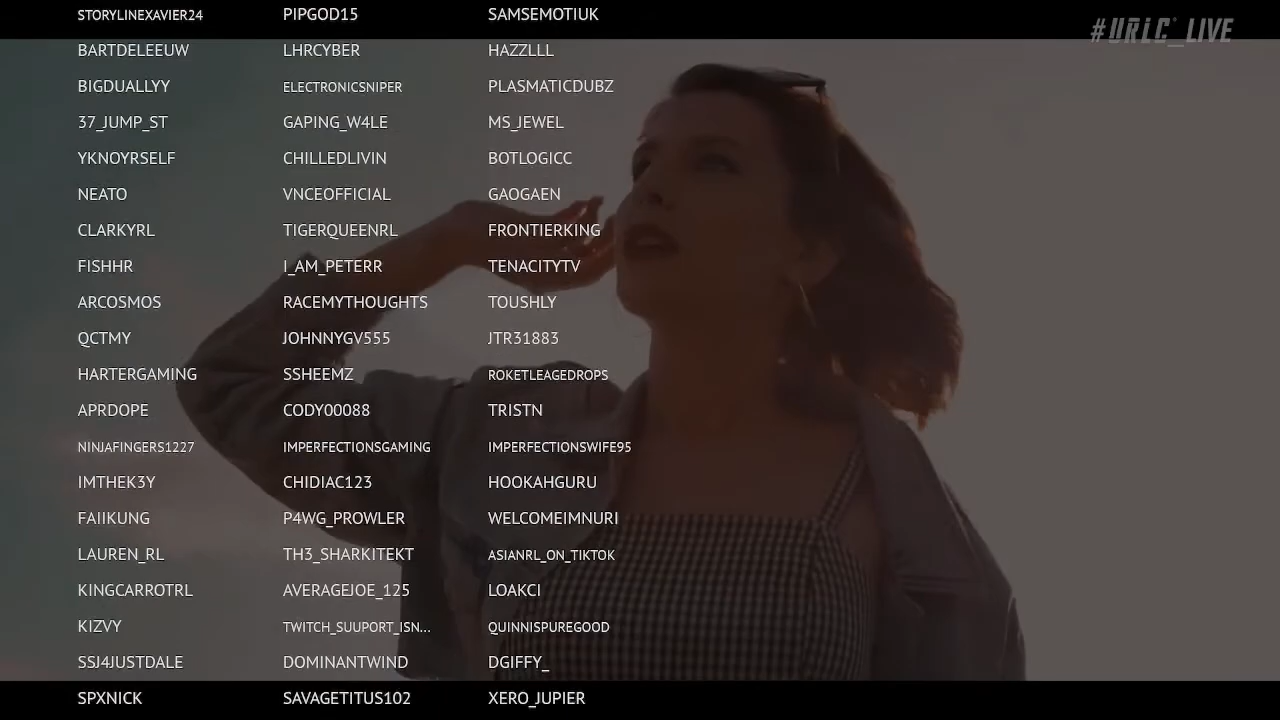 #URLC_LIVE
STORYLINEXAVIER24 PIPGOD15 SAMSEMOTIUK
BARTDELEEUW LHRCYBER HAZZLLL
BIGDUALLYY ELECTRONICSNIPER PLASMATICDUBZ
37_JUMP_ST GAPING_W4LE MS_JEWEL
YKNOYRSELF CHILLEDLIVIN BOTLOGICC
NEATO VNCEOFFICIAL GAOGAEN
CLARKYRL TIGERQUEENRL FRONTIERKING
FISHHR I_AM_PETERR TENACITYTV
ARCOSMOS RACEMYTHOUGHTS TOUSHLY
QCTMY JOHNNYGV555 JTR31883
HARTERGAMING SSHEEMZ ROKETLEAGEDROPS
APRDOPE CODY00088 TRISTN
NINJAFINGERS1227 IMPERFECTIONSGAMING IMPERFECTIONSWIFE95
IMTHEK3Y CHIDIAC123 HOOKAHGURU
FAIIKUNG P4WG_PROWLER WELCOMEIMNURI
LAUREN_RL TH3_SHARKITEKT ASIANRL_ON_TIKTOK
KINGCARROTRL AVERAGEJOE_125 LOAKCI
KIZVY TWITCH_SUUPORT_ISN... QUINNISPUREGOOD
SSJ4JUSTDALE DOMINANTWIND DGIFFY_
SPXNICK SAVAGETITUS102 XERO_JUPIER